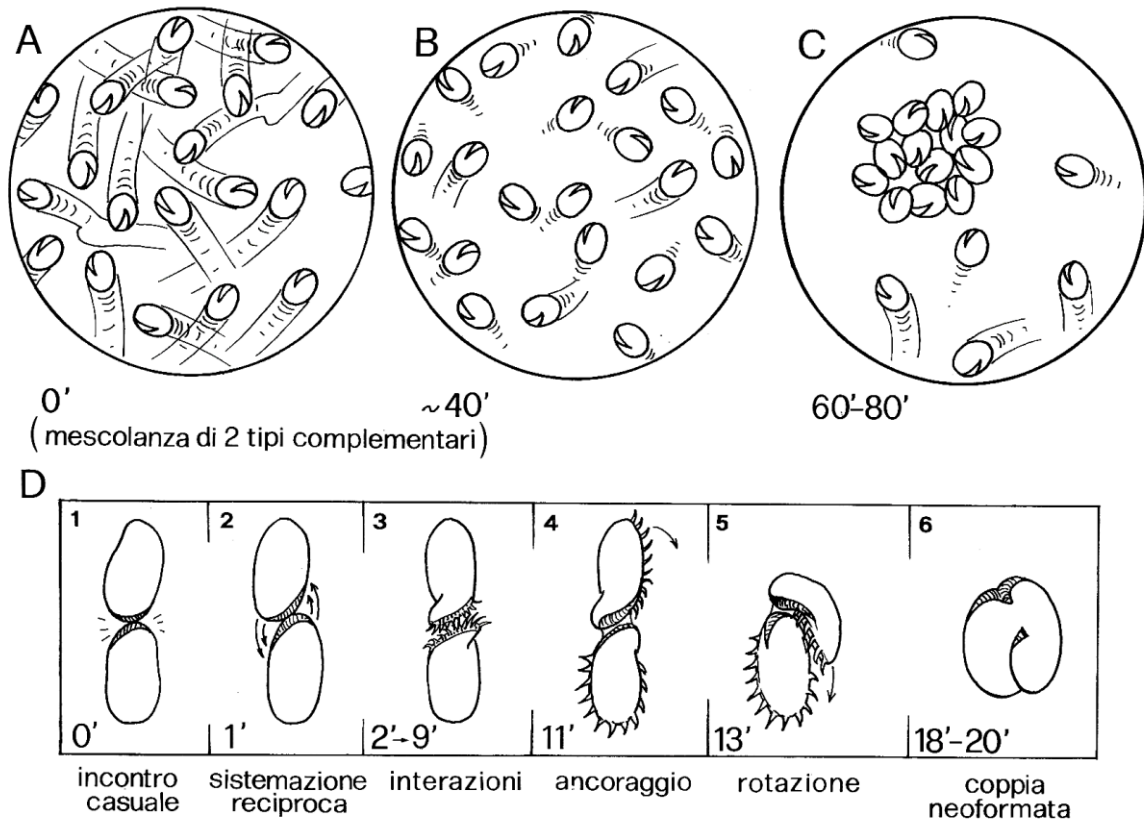 A
B
C
0'
~40'
60'-80'
(mescolanza di 2 tipi complementari)
D
1
2
3
4
5
6
0'
1'
2'→9'
11'
13'
18'-20'
incontro
casuale
sistemazione
reciproca
interazioni
ancoraggio
rotazione
coppia
neoformata